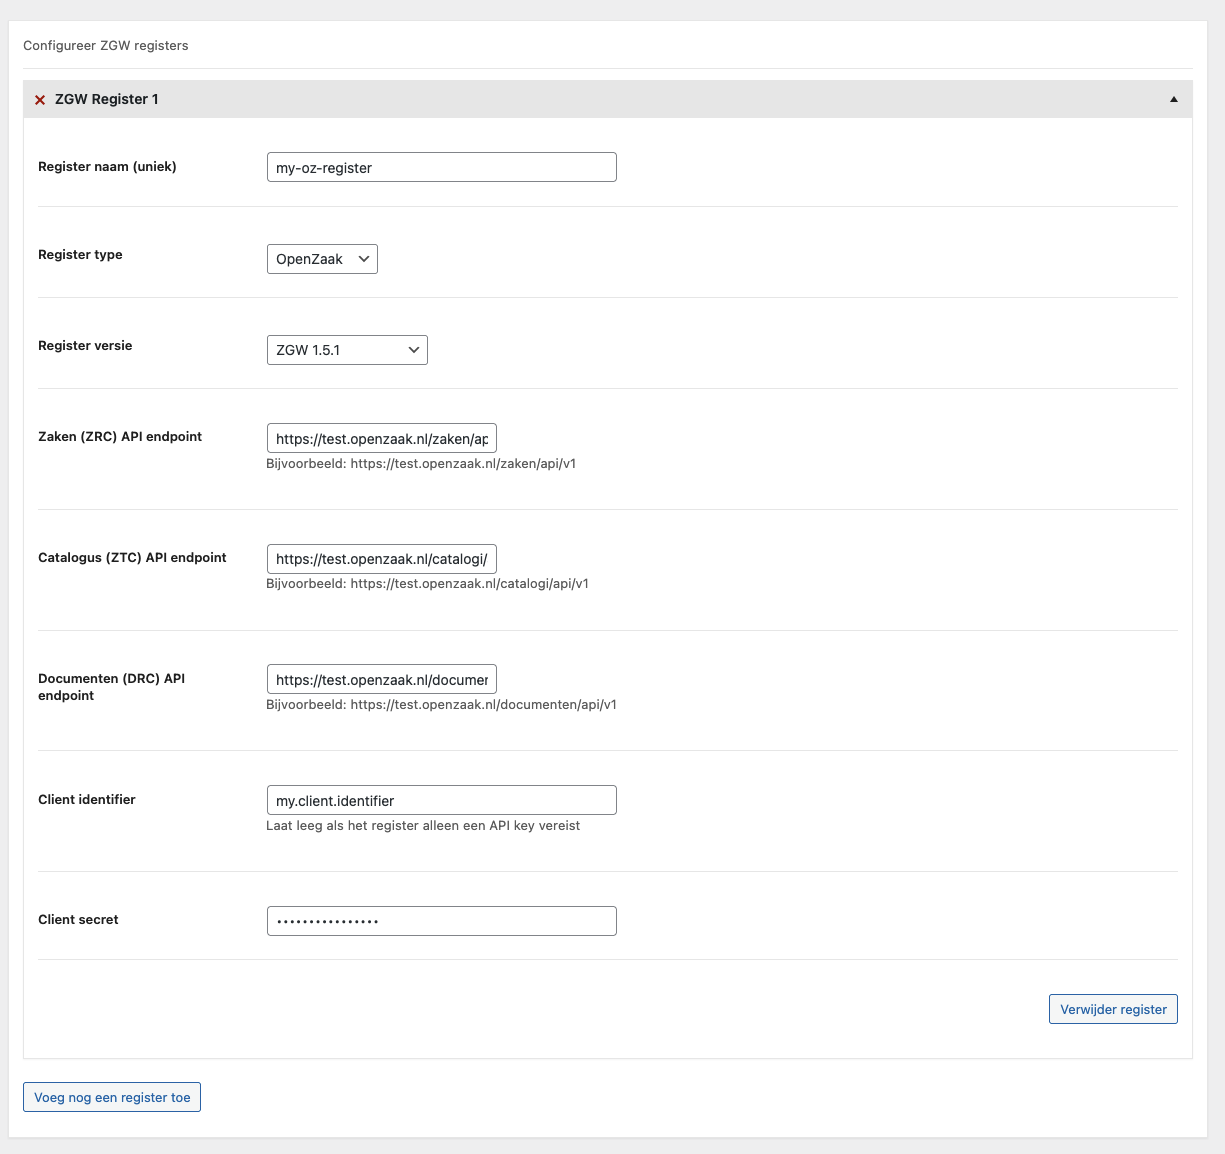 Configureer ZGW registers
ZGW Register 1
Register naam (uniek)
my-oz-register
Register type
OpenZaak
Register versie
ZGW 1.5.1
Zaken (ZRC) API endpoint
https://test.openzaak.nl/zaken/ap
Bijvoorbeeld: https://test.openzaak.nl/zaken/api/v1
Catalogus (ZTC) API endpoint
https://test.openzaak.nl/catalogi/
Bijvoorbeeld: https://test.openzaak.nl/catalogi/api/v1
Documenten (DRC) API
endpoint
https://test.openzaak.nl/documer
Bijvoorbeeld: https://test.openzaak.nl/documenten/api/v1
Client identifier
my.client.identifier
Laat leeg als het register alleen een API key vereist
Client secret
••••••••••••••••
Verwijder register
Voeg nog een register toe